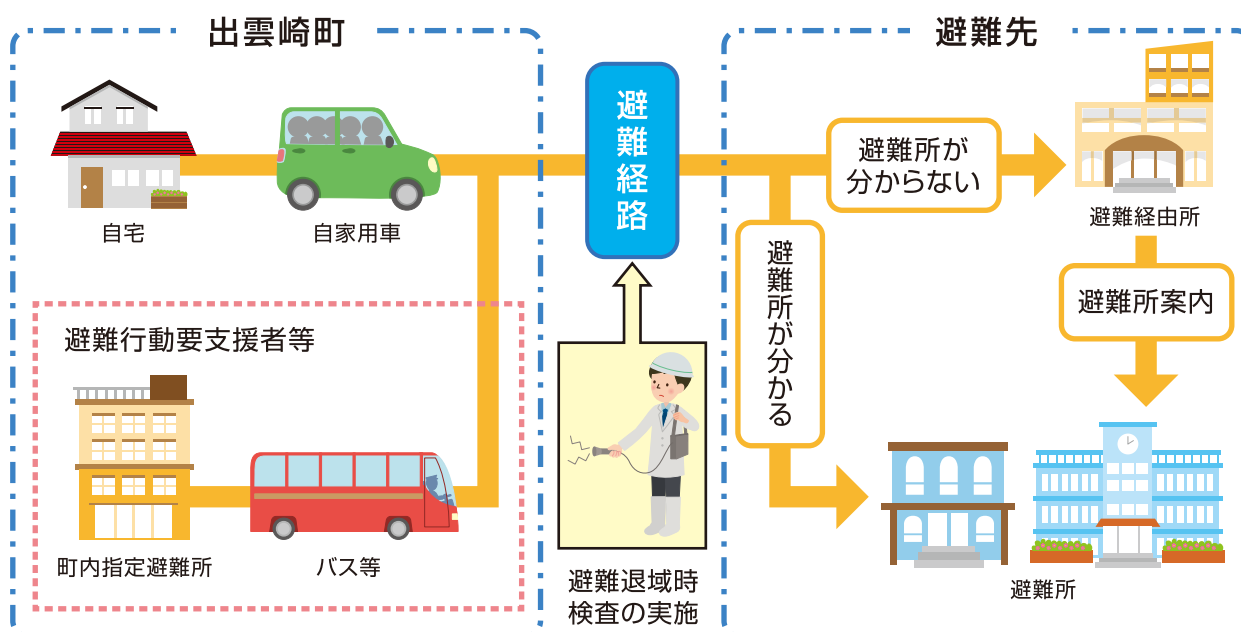 出雲崎町
自宅
自家用車
避難行動要支援者等
町内指定避難所
バス等
避難経路
避難退域時
検査の実施
避難先
避難所が
分からない
避難経由所
避難所が分かる
避難所案内
避難所